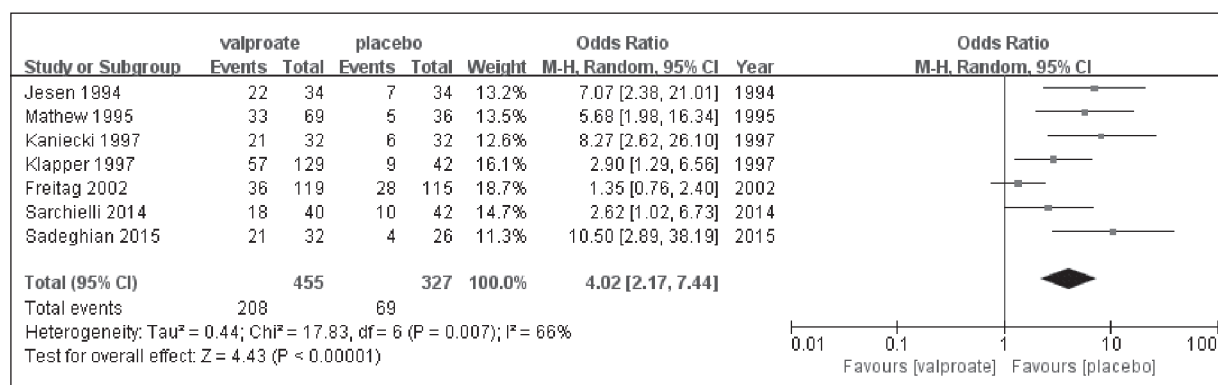 valproate placebo Odds Ratio Odds Ratio
Study or Subgroup Events Total Events Total Weight M-H, Random, 95% CI Year M-H, Random, 95% CI
Jesen 1994 22 34 7 34 13.2% 7.07 [2.38, 21.01] 1994
Mathew 1995 33 69 5 36 13.5% 5.68 [1.98, 16.34] 1995
Kaniecki 1997 21 32 6 32 12.6% 8.27 [2.62, 26.10] 1997
Klapper 1997 57 129 9 42 16.1% 2.90 [1.29, 6.56] 1997
Freitag 2002 36 119 28 115 18.7% 1.35 [0.76, 2.40] 2002
Sarchielli 2014 18 40 10 42 14.7% 2.62 [1.02, 6.73] 2014
Sadeghian 2015 21 32 4 26 11.3% 10.50 [2.89, 38.19] 2015
Total (95% CI) 455 327 100.0% 4.02 [2.17, 7.44]
Total events 208 69
Heterogeneity: Tau² = 0.44; Chi² = 17.83, df = 6 (P = 0.007); I² = 66%
Test for overall effect: Z = 4.43 (P < 0.00001)
0.01 0.1 1 10 100
Favours [valproate] Favours [placebo]